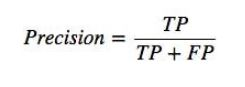 Precision = TP / TP + FP